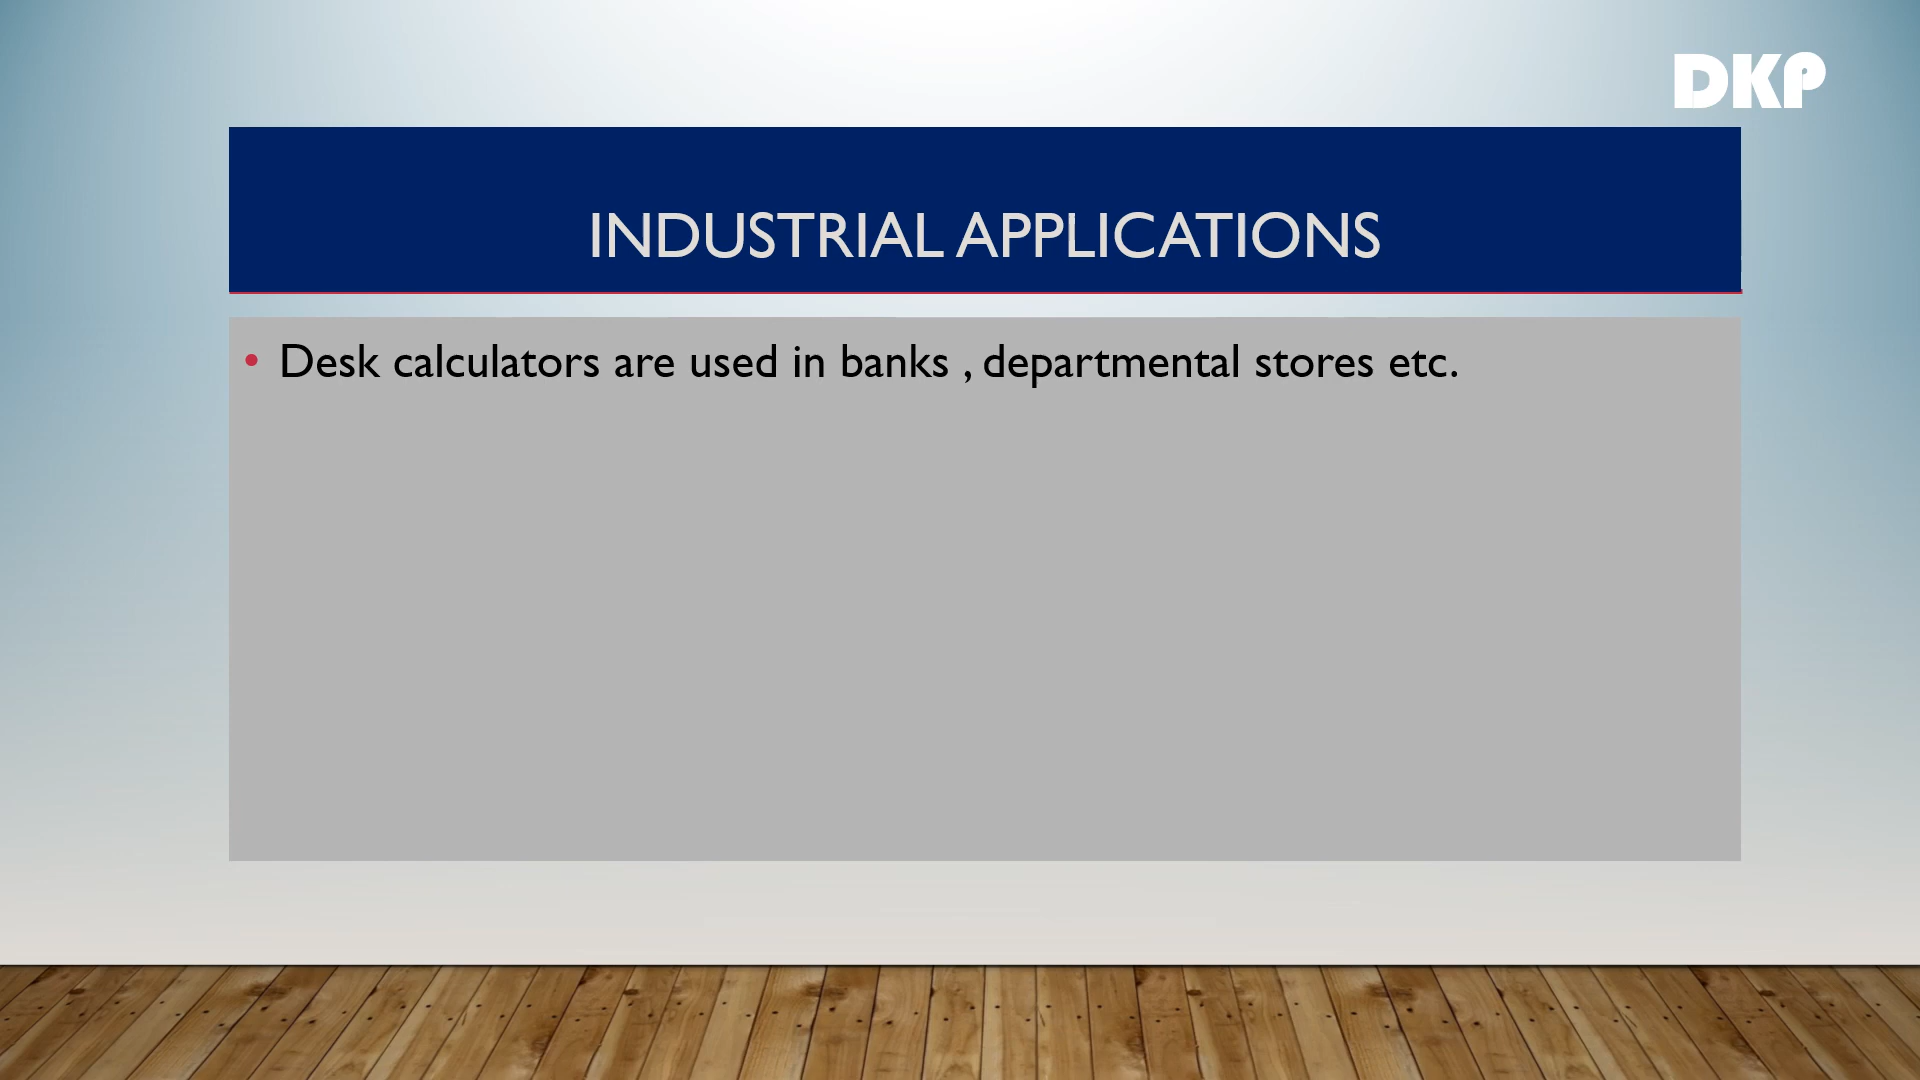 DKP
INDUSTRIAL APPLICATIONS
• Desk calculators are used in banks , departmental stores etc.